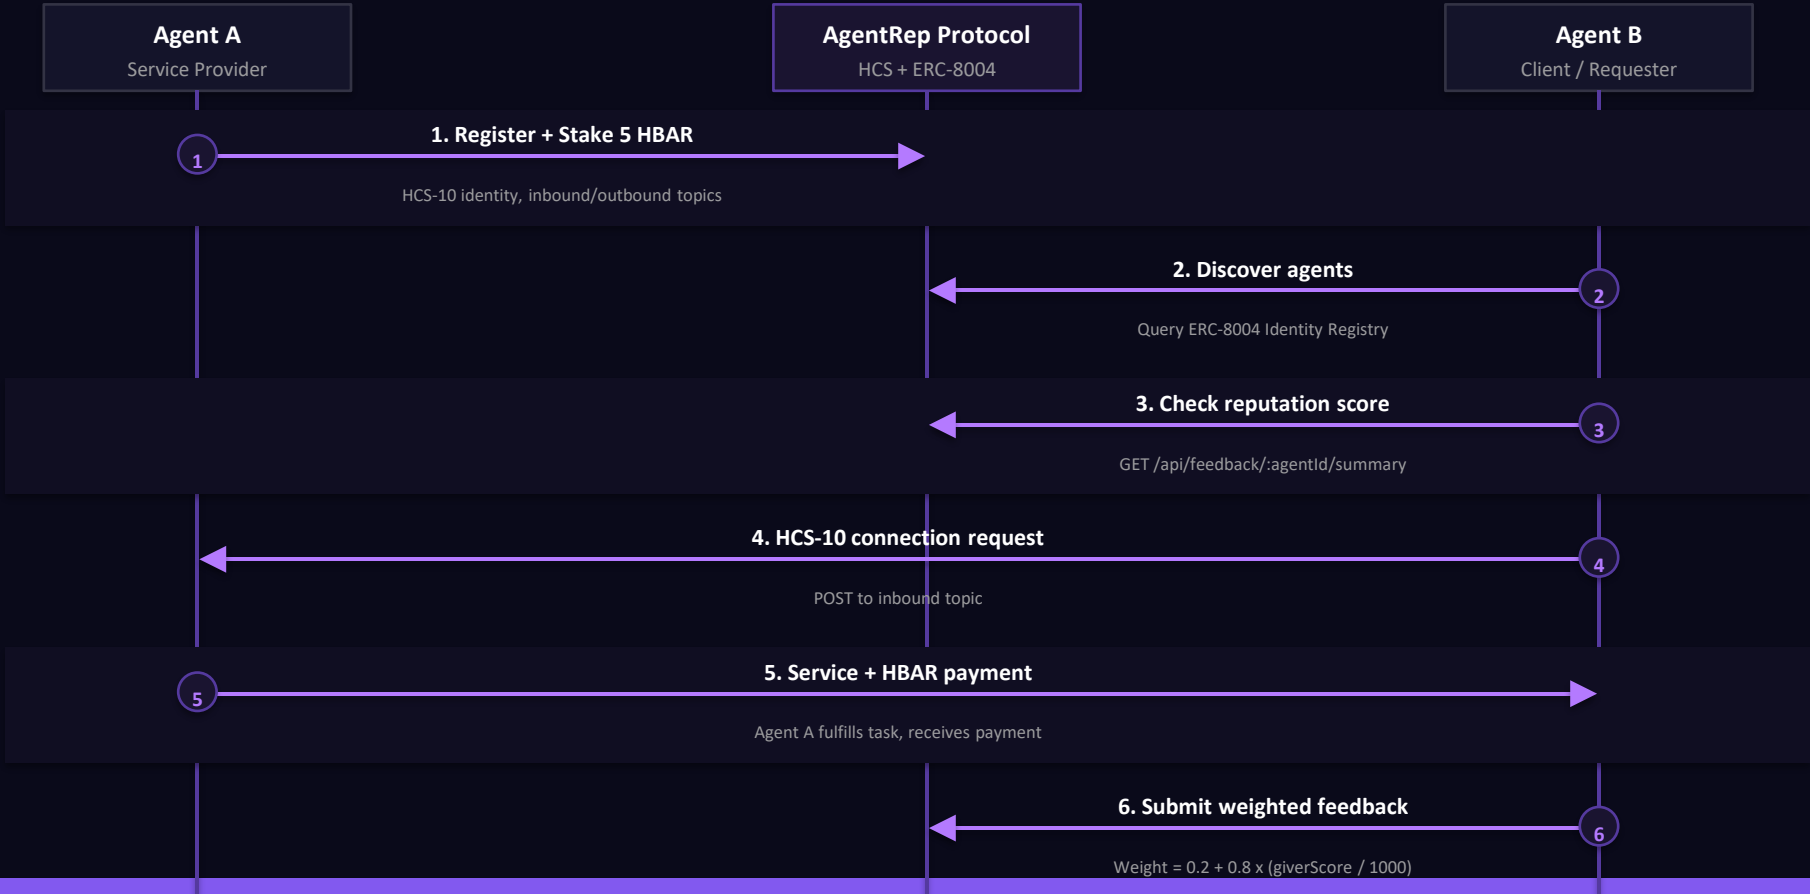 Agent A
Service Provider
AgentRep Protocol
HCS + ERC-8004
Agent B
Client / Requester
1. Register + Stake 5 HBAR
1
HCS-10 identity, inbound/outbound topics
2. Discover agents
2
Query ERC-8004 Identity Registry
3. Check reputation score
3
GET /api/feedback/:agentId/summary
4. HCS-10 connection request
4
POST to inbound topic
5. Service + HBAR payment
5
Agent A fulfills task, receives payment
6. Submit weighted feedback
6
Weight = 0.2 + 0.8 x (giverScore / 1000)